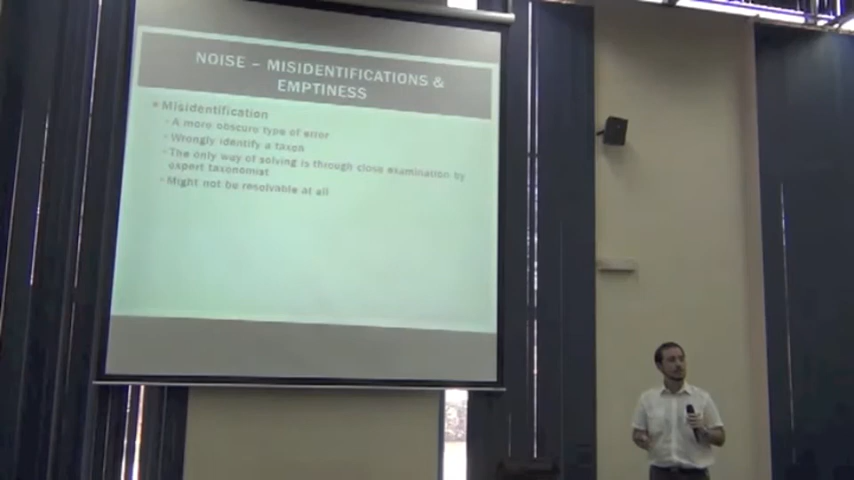 NOISE – MISIDENTIFICATIONS &
EMPTINESS
Misidentification
A more obscure type of error
Wrongly identify a taxon
The only way of solving is through close examination by
expert taxonomist
Might not be resolvable at all